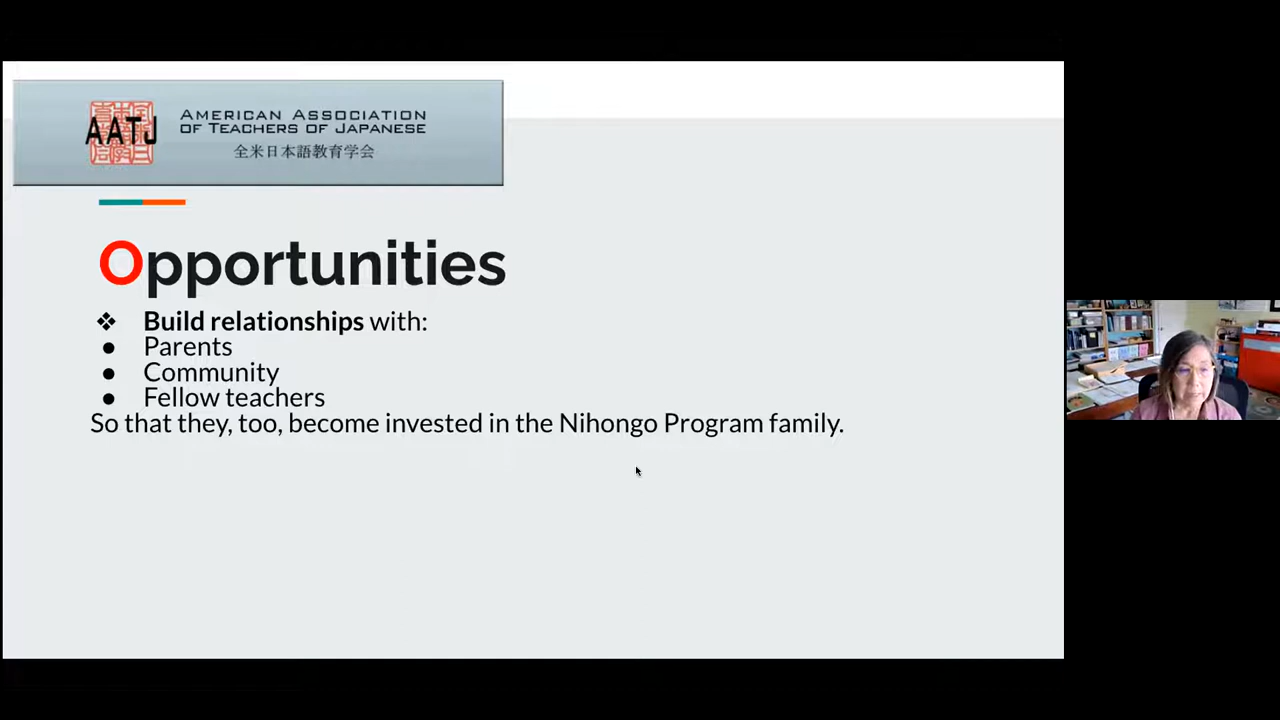 AATJ
AMERICAN ASSOCIATION
OF TEACHERS OF JAPANESE
全米日本語教育学会
Opportunities
❖ Build relationships with:
● Parents
● Community
● Fellow teachers
So that they, too, become invested in the Nihongo Program family.